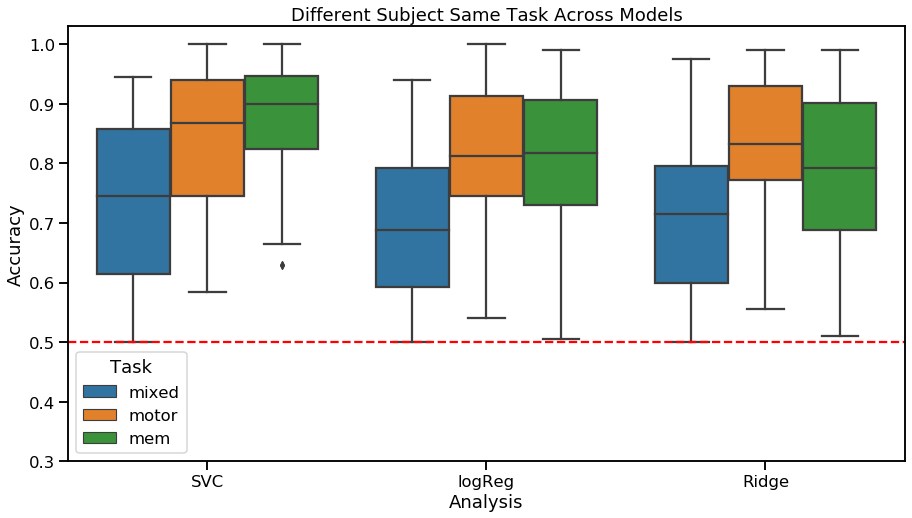 Different Subject Same Task Across Models
Accuracy
1.0
0.9
0.8
0.7
0.6
0.5
0.4
0.3
Task
mixed
motor
mem
SVC
logReg
Ridge
Analysis